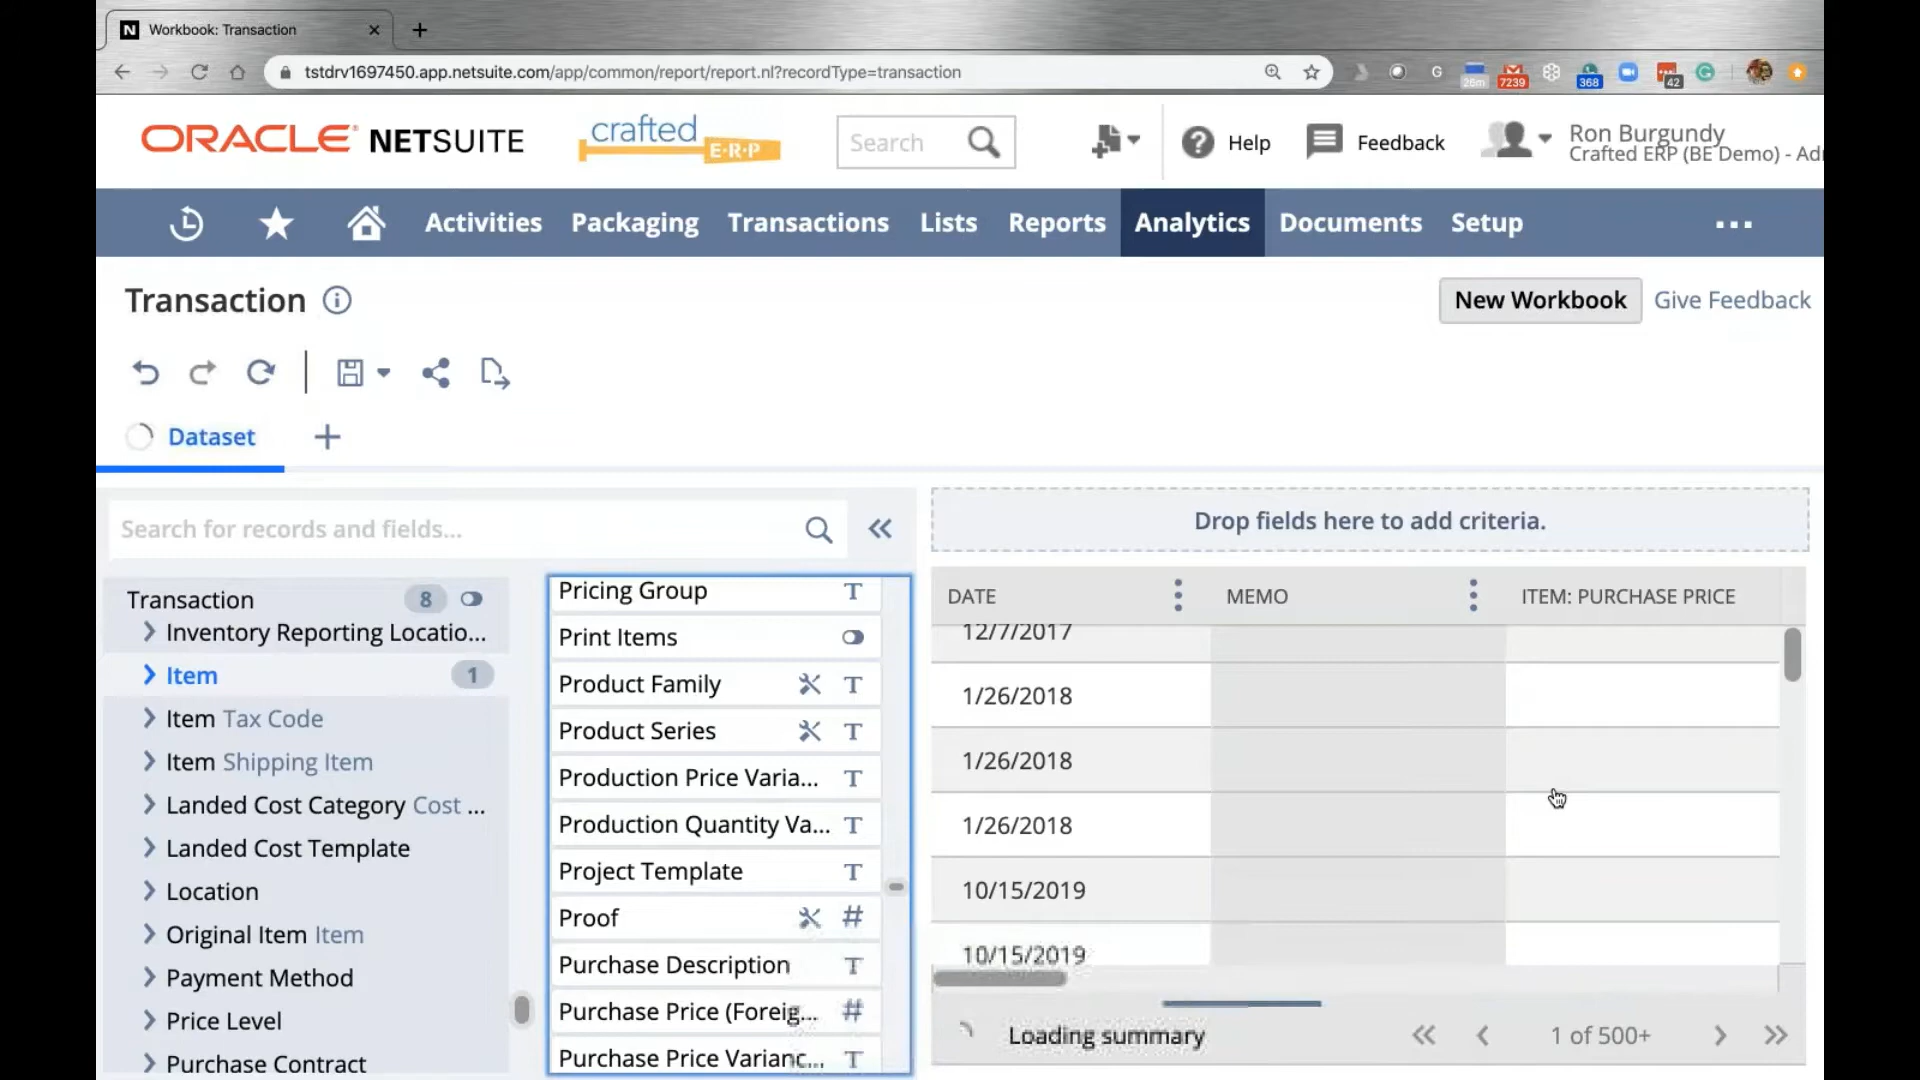 Workbook: Transaction
tstdrv1697450.app.netsuite.com/app/common/report/report.nl?recordType=transaction
G
26m
7239
368
42
ORACLE NETSUITE
crafted
E·R·P
Search
Help
Feedback
Ron Burgundy
Crafted ERP (BE Demo) - Adr
Activities
Packaging
Transactions
Lists
Reports
Analytics
Documents
Setup
Transaction
New Workbook
Give Feedback
Dataset
Search for records and fields...
Drop fields here to add criteria.
Transaction
8
Inventory Reporting Locatio...
Item
1
Item Tax Code
Item Shipping Item
Landed Cost Category Cost ...
Landed Cost Template
Location
Original Item Item
Payment Method
Price Level
Purchase Contract
Pricing Group
T
Print Items
Product Family
T
Product Series
T
Production Price Varia...
T
Production Quantity Va...
T
Project Template
T
Proof
#
Purchase Description
T
Purchase Price (Foreig...
#
Purchase Price Varianc...
T
DATE
MEMO
ITEM: PURCHASE PRICE
12/7/2017
1/26/2018
1/26/2018
1/26/2018
10/15/2019
10/15/2019
Loading summary
1 of 500+